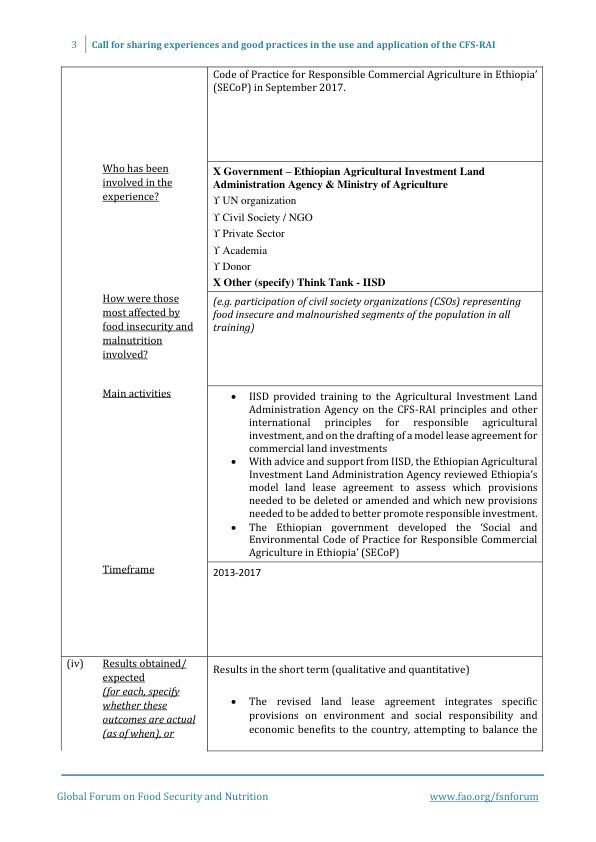 3 Call for sharing experiences and good practices in the use and application of the CFS-RAI
Code of Practice for Responsible Commercial Agriculture in Ethiopia’
(SECoP) in September 2017.
Who has been
involved in the
experience?
X Government – Ethiopian Agricultural Investment Land
Administration Agency & Ministry of Agriculture
ϒ UN organization
ϒ Civil Society / NGO
ϒ Private Sector
ϒ Academia
ϒ Donor
X Other (specify) Think Tank - IISD
How were those
most affected by
food insecurity and
malnutrition
involved?
(e.g. participation of civil society organizations (CSOs) representing
food insecure and malnourished segments of the population in all
training)
Main activities
• IISD provided training to the Agricultural Investment Land
Administration Agency on the CFS-RAI principles and other
international principles for responsible agricultural
investment, and on the drafting of a model lease agreement for
commercial land investments
• With advice and support from IISD, the Ethiopian Agricultural
Investment Land Administration Agency reviewed Ethiopia’s
model land lease agreement to assess which provisions
needed to be deleted or amended and which new provisions
needed to be added to better promote responsible investment.
• The Ethiopian government developed the ‘Social and
Environmental Code of Practice for Responsible Commercial
Agriculture in Ethiopia’ (SECoP)
Timeframe
2013-2017
(iv) Results obtained/
expected
(for each, specify
whether these
outcomes are actual
(as of when), or
Results in the short term (qualitative and quantitative)
• The revised land lease agreement integrates specific
provisions on environment and social responsibility and
economic benefits to the country, attempting to balance the
Global Forum on Food Security and Nutrition www.fao.org/fsnforum